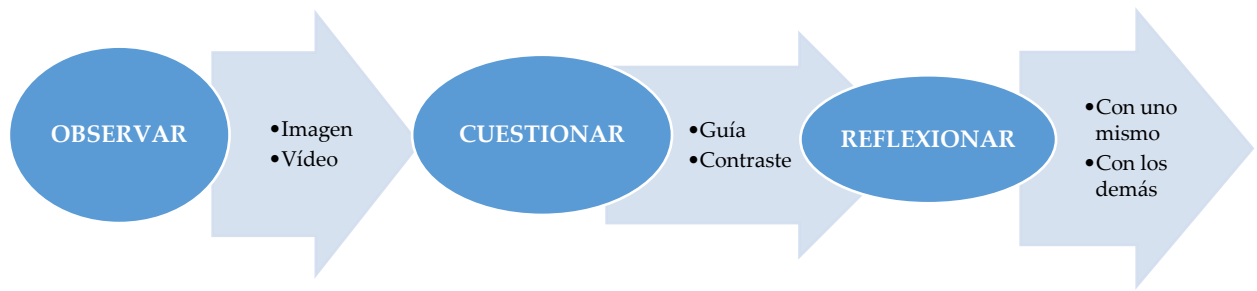 OBSERVAR
•Imagen
•Vídeo
CUESTIONAR
•Guía
•Contraste
REFLEXIONAR
•Con uno
mismo
•Con los
demás